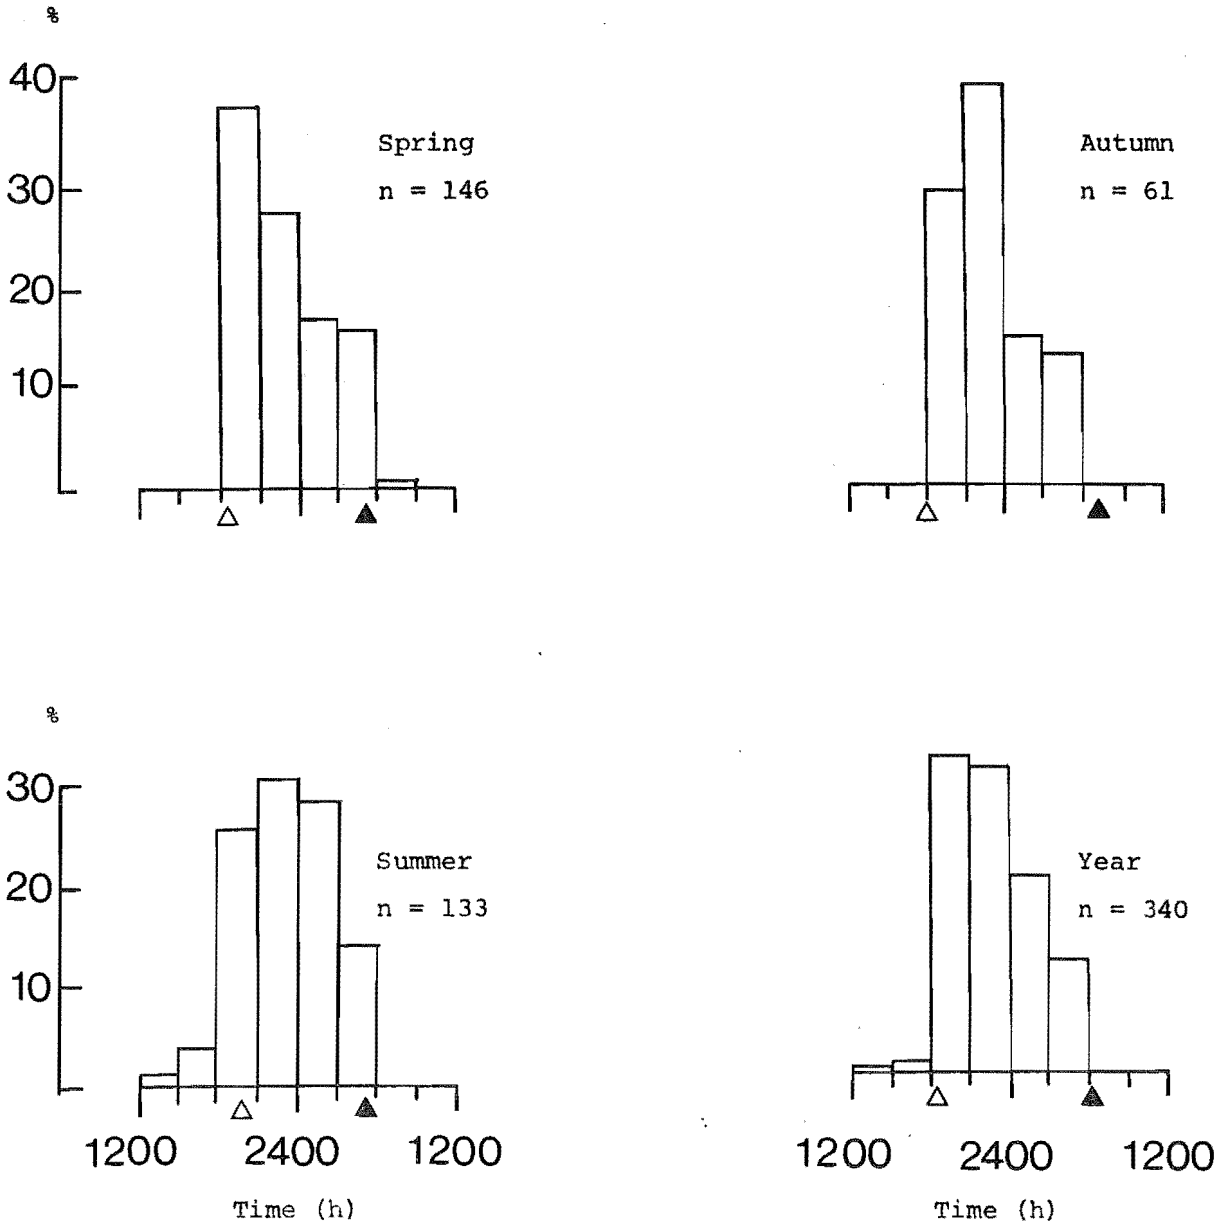 %
40
30
20
10
Spring
n = 146
Autumn
n = 61
%
30
20
10
Summer
n = 133
Year
n = 340
1200 2400 1200
Time (h)
1200 2400 1200
Time (h)